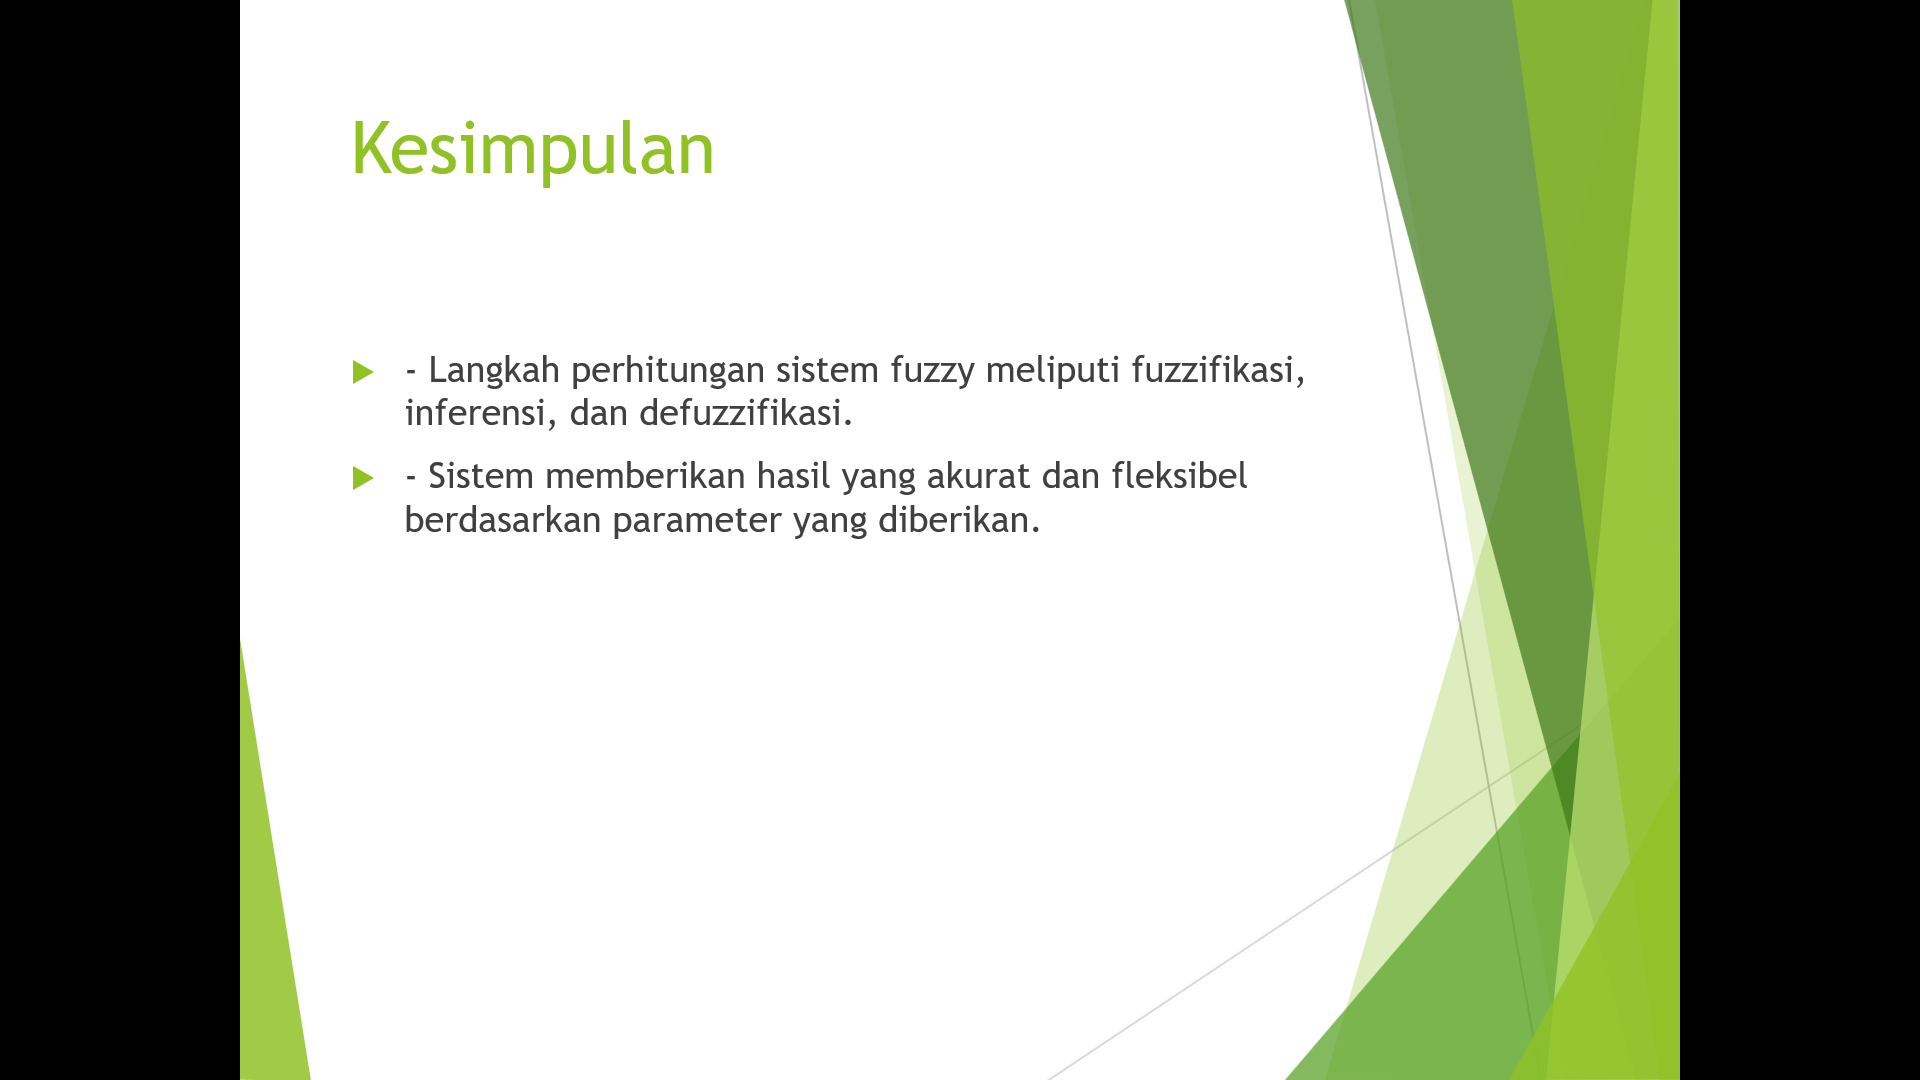 Kesimpulan
- Langkah perhitungan sistem fuzzy meliputi fuzzifikasi,
inferensi, dan defuzzifikasi.
- Sistem memberikan hasil yang akurat dan fleksibel
berdasarkan parameter yang diberikan.